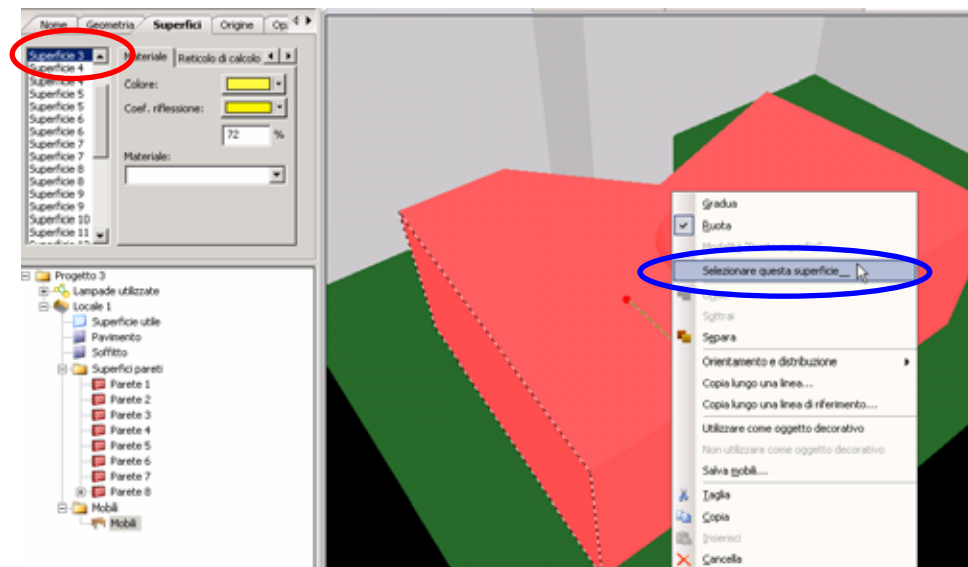 Nome Geometria Superfici Origine Op:
Superficie 3
Superficie 4
Superficie 4
Superficie 5
Superficie 5
Superficie 6
Superficie 6
Superficie 7
Superficie 7
Superficie 8
Superficie 8
Superficie 9
Superficie 9
Superficie 10
Superficie 11
Materiale Reticolo di calcolo
Colore:
Coef. riflessione:
72 %
Materiale:
Progetto 3
Lampade utilizzate
Locale 1
Superficie utile
Pavimento
Soffitto
Superfici pareti
Parete 1
Parete 2
Parete 3
Parete 4
Parete 5
Parete 6
Parete 7
Parete 8
Mobili
Mobili
Gradua
Ruota
Selezionare questa superficie__
Sottrai
Separa
Orientamento e distribuzione
Copia lungo una linea...
Copia lungo una linea di riferimento...
Utilizzare come oggetto decorativo
Non utilizzare come oggetto decorativo
Salva mobili...
Taglia
Copia
Inserisci
Cancella